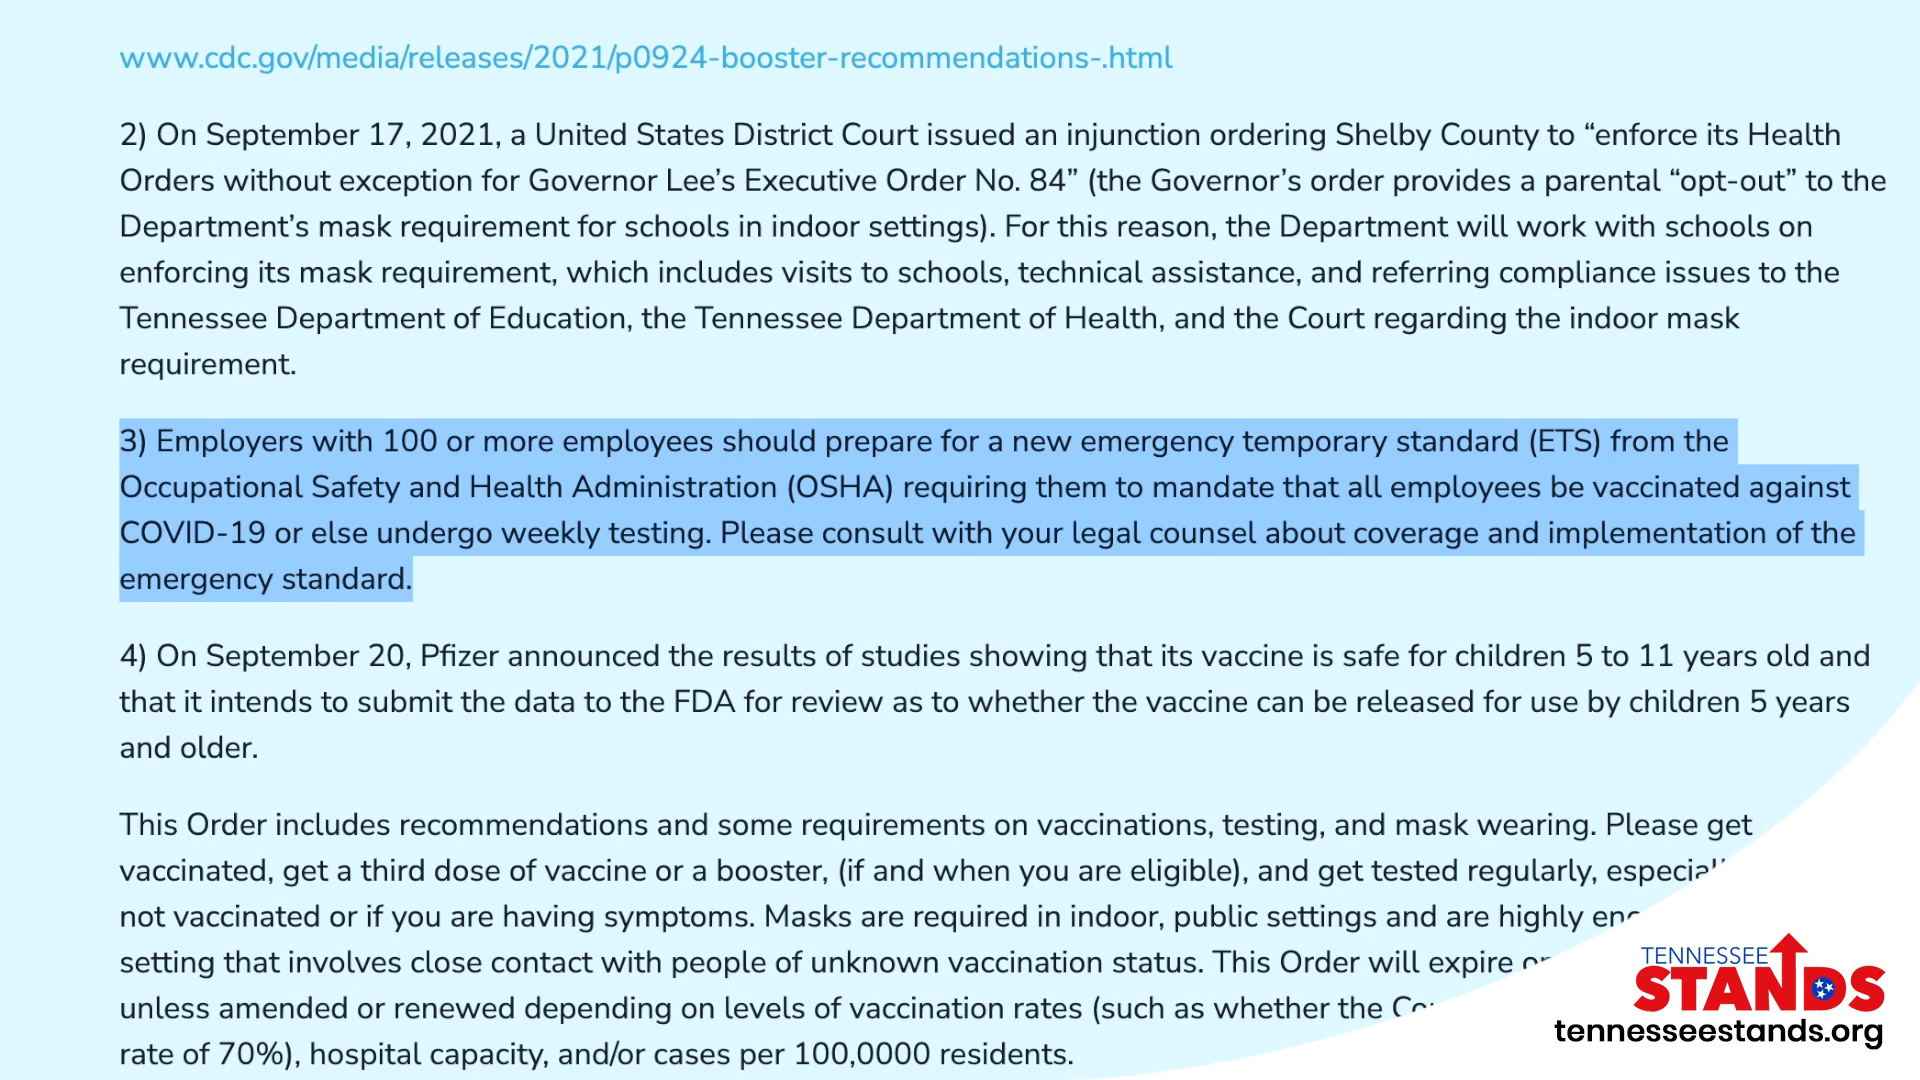 www.cdc.gov/media/releases/2021/p0924-booster-recommendations-.html
2) On September 17, 2021, a United States District Court issued an injunction ordering Shelby County to “enforce its Health
Orders without exception for Governor Lee’s Executive Order No. 84” (the Governor’s order provides a parental “opt-out” to the
Department’s mask requirement for schools in indoor settings). For this reason, the Department will work with schools on
enforcing its mask requirement, which includes visits to schools, technical assistance, and referring compliance issues to the
Tennessee Department of Education, the Tennessee Department of Health, and the Court regarding the indoor mask
requirement.
3) Employers with 100 or more employees should prepare for a new emergency temporary standard (ETS) from the
Occupational Safety and Health Administration (OSHA) requiring them to mandate that all employees be vaccinated against
COVID-19 or else undergo weekly testing. Please consult with your legal counsel about coverage and implementation of the
emergency standard.
4) On September 20, Pfizer announced the results of studies showing that its vaccine is safe for children 5 to 11 years old and
that it intends to submit the data to the FDA for review as to whether the vaccine can be released for use by children 5 years
and older.
This Order includes recommendations and some requirements on vaccinations, testing, and mask wearing. Please get
vaccinated, get a third dose of vaccine or a booster, (if and when you are eligible), and get tested regularly,
not vaccinated or if you are having symptoms. Masks are required in indoor, public settings and are highly
setting that involves close contact with people of unknown vaccination status. This Order will expire
unless amended or renewed depending on levels of vaccination rates (such as whether the
rate of 70%), hospital capacity, and/or cases per 100,0000 residents.
TENNESSEE
STANDS
tennesseestands.org